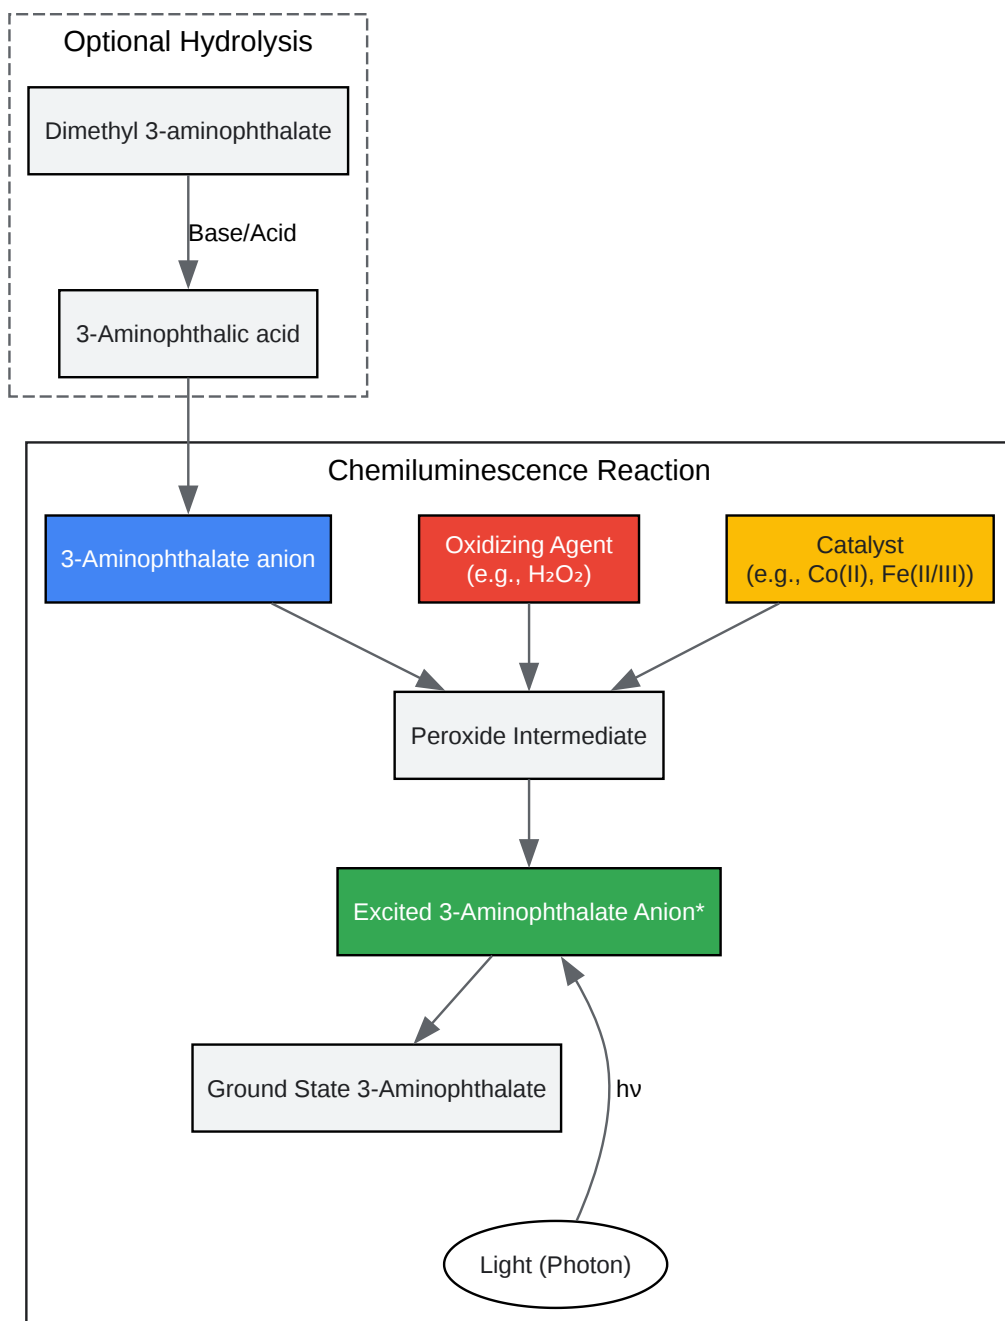 Optional Hydrolysis
Dimethyl 3-aminophthalate
Base/Acid
3-Aminophthalic acid
Chemiluminescence Reaction
3-Aminophthalate anion
Oxidizing Agent
(e.g., H₂O₂)
Catalyst
(e.g., Co(II), Fe(II/III))
Peroxide Intermediate
Excited 3-Aminophthalate Anion*
Ground State 3-Aminophthalate
hν
Light (Photon)